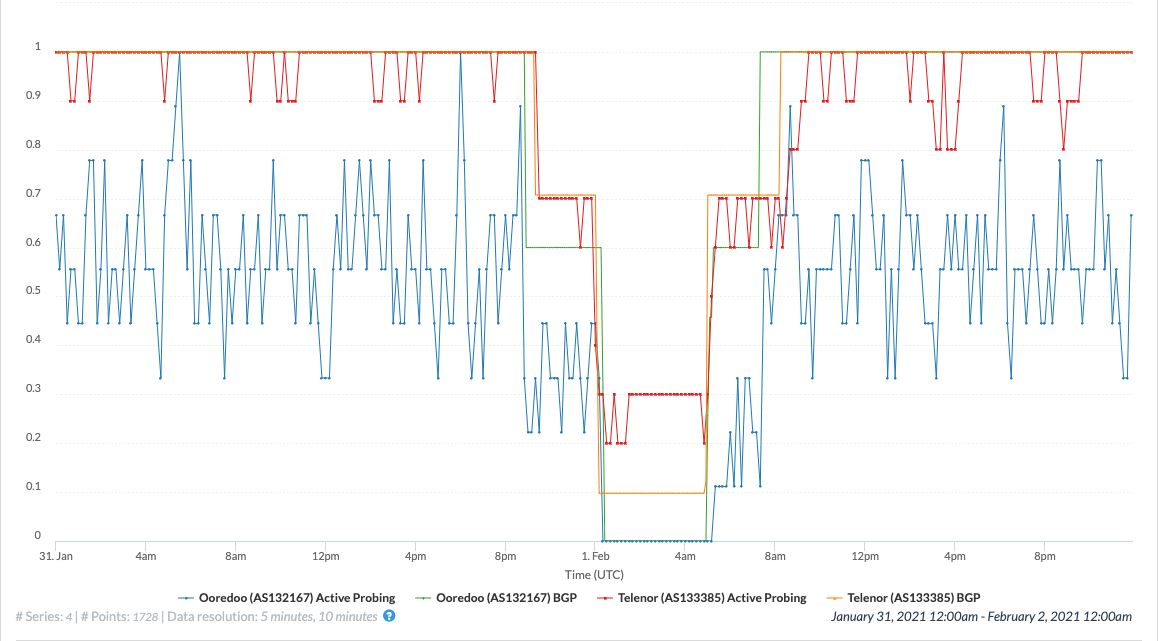 1
0.9
0.8
0.7
0.6
0.5
0.4
0.3
0.2
0.1
0
31. Jan 4am 8am 12pm 4pm 8pm 1. Feb 4am 8am 12pm 4pm 8pm
Time (UTC)
Ooredoo (AS132167) Active Probing Ooredoo (AS132167) BGP Telenor (AS133385) Active Probing Telenor (AS133385) BGP
# Series: 4 | # Points: 1728 | Data resolution: 5 minutes, 10 minutes ? January 31, 2021 12:00am - February 2, 2021 12:00am